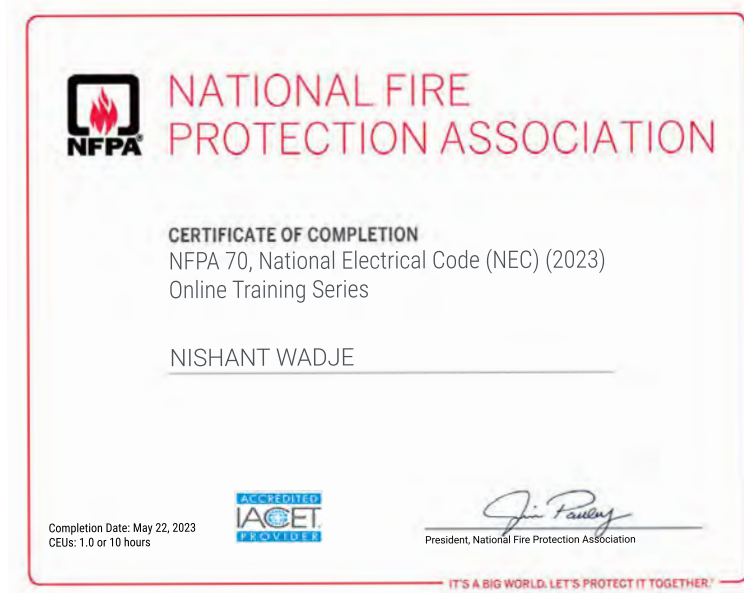 NFPA®
NATIONAL FIRE
PROTECTION ASSOCIATION
CERTIFICATE OF COMPLETION
NFPA 70, National Electrical Code (NEC) (2023)
Online Training Series
NISHANT WADJE
Completion Date: May 22, 2023
CEUs: 1.0 or 10 hours
ACCREDITED
IACET
PROVIDER
Jim Pauley
President, National Fire Protection Association
IT'S A BIG WORLD. LET'S PROTECT IT TOGETHER.®